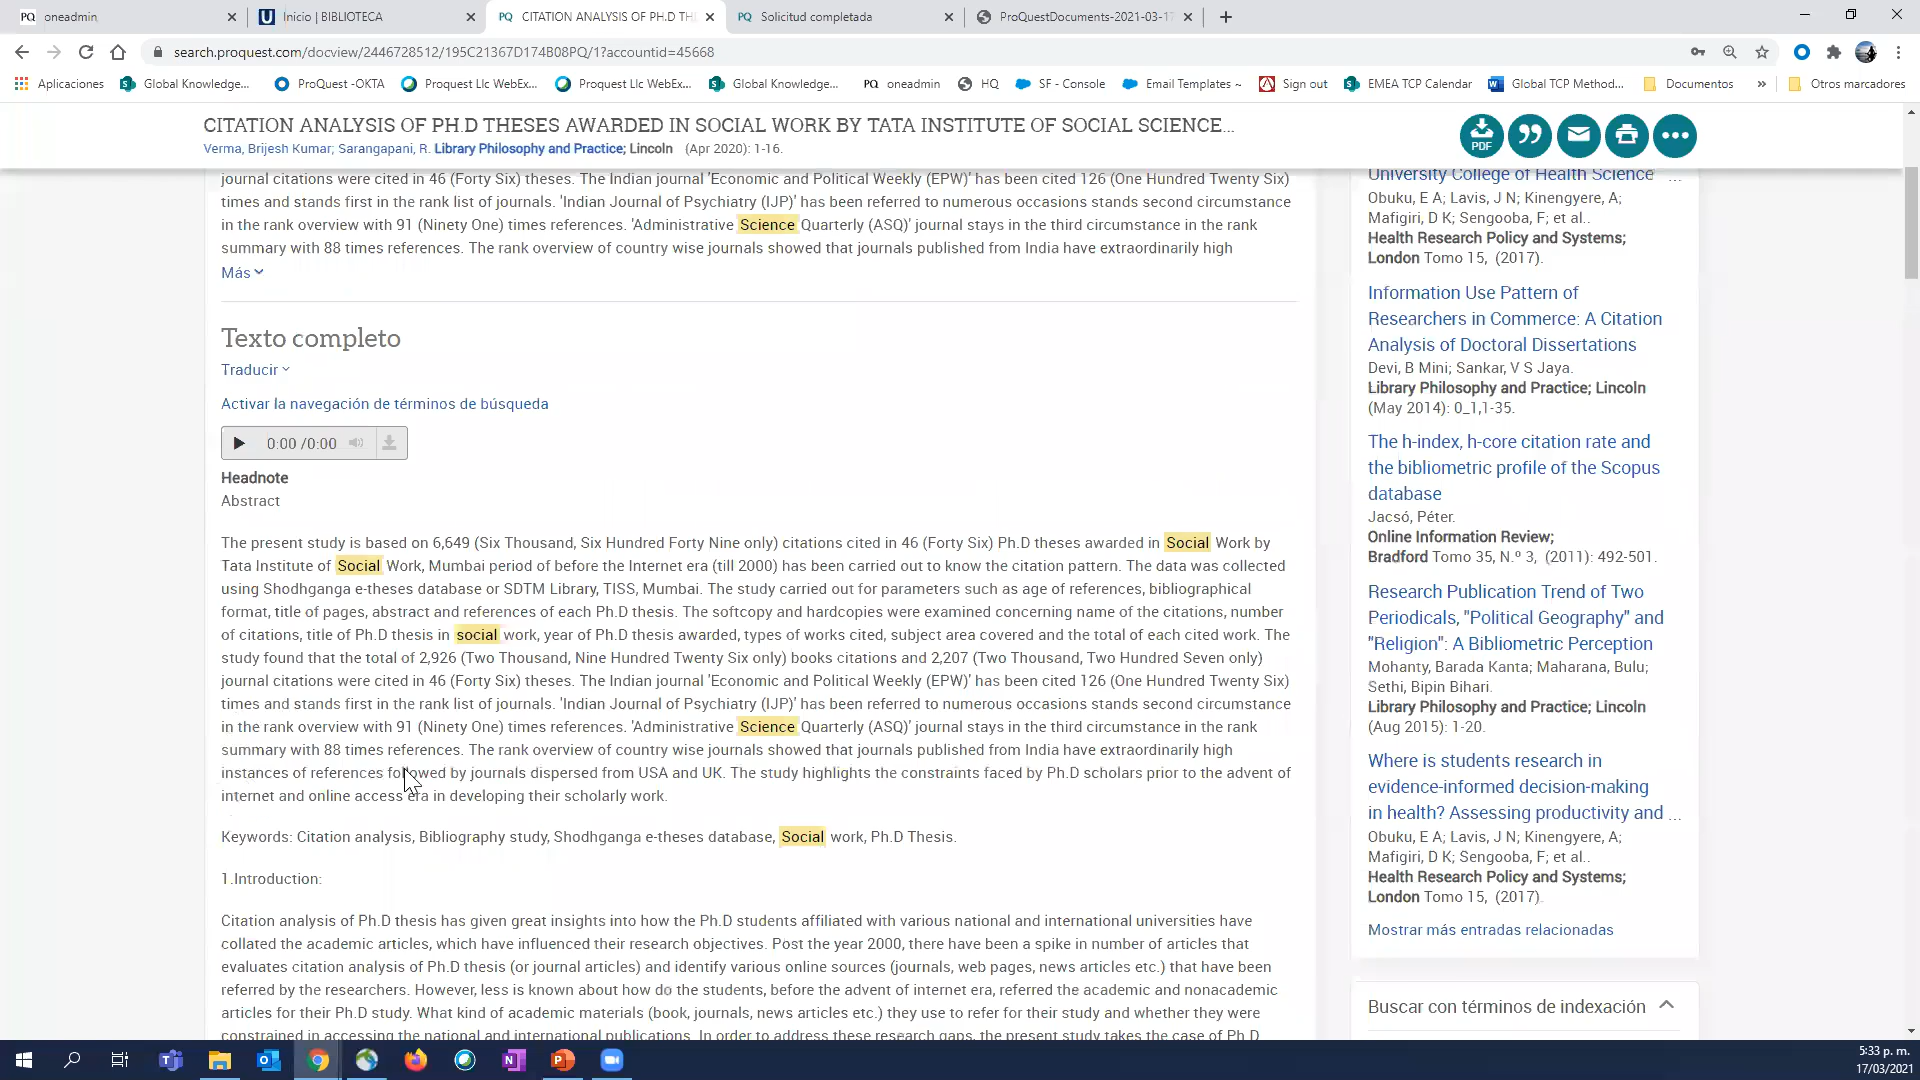 PQ oneadmin
Inicio | BIBLIOTECA
PQ CITATION ANALYSIS OF PH.D TH
PQ Solicitud completada
ProQuestDocuments-2021-03-17
search.proquest.com/docview/2446728512/195C21367D174B08PQ/1?accountid=45668
Aplicaciones
Global Knowledge...
ProQuest -OKTA
Proquest Llc WebEx...
Proquest Llc WebEx...
Global Knowledge...
PQ oneadmin
HQ
SF - Console
Email Templates ~
Sign out
EMEA TCP Calendar
Global TCP Method...
Documentos
»
Otros marcadores
CITATION ANALYSIS OF PH.D THESES AWARDED IN SOCIAL WORK BY TATA INSTITUTE OF SOCIAL SCIENCE...
Verma, Brijesh Kumar; Sarangapani, R. Library Philosophy and Practice; Lincoln (Apr 2020): 1-16.
PDF
journal citations were cited in 46 (Forty Six) theses. The Indian journal 'Economic and Political Weekly (EPW)' has been cited 126 (One Hundred Twenty Six)
times and stands first in the rank list of journals. 'Indian Journal of Psychiatry (IJP)' has been referred to numerous occasions stands second circumstance
in the rank overview with 91 (Ninety One) times references. 'Administrative Science Quarterly (ASQ)' journal stays in the third circumstance in the rank
summary with 88 times references. The rank overview of country wise journals showed that journals published from India have extraordinarily high
Más
Texto completo
Traducir
Activar la navegación de términos de búsqueda
0:00 /0:00
Headnote
Abstract
The present study is based on 6,649 (Six Thousand, Six Hundred Forty Nine only) citations cited in 46 (Forty Six) Ph.D theses awarded in Social Work by
Tata Institute of Social Work, Mumbai period of before the Internet era (till 2000) has been carried out to know the citation pattern. The data was collected
using Shodhganga e-theses database or SDTM Library, TISS, Mumbai. The study carried out for parameters such as age of references, bibliographical
format, title of pages, abstract and references of each Ph.D thesis. The softcopy and hardcopies were examined concerning name of the citations, number
of citations, title of Ph.D thesis in social work, year of Ph.D thesis awarded, types of works cited, subject area covered and the total of each cited work. The
study found that the total of 2,926 (Two Thousand, Nine Hundred Twenty Six only) books citations and 2,207 (Two Thousand, Two Hundred Seven only)
journal citations were cited in 46 (Forty Six) theses. The Indian journal 'Economic and Political Weekly (EPW)' has been cited 126 (One Hundred Twenty Six)
times and stands first in the rank list of journals. 'Indian Journal of Psychiatry (IJP)' has been referred to numerous occasions stands second circumstance
in the rank overview with 91 (Ninety One) times references. 'Administrative Science Quarterly (ASQ)' journal stays in the third circumstance in the rank
summary with 88 times references. The rank overview of country wise journals showed that journals published from India have extraordinarily high
instances of references followed by journals dispersed from USA and UK. The study highlights the constraints faced by Ph.D scholars prior to the advent of
internet and online access era in developing their scholarly work.
Keywords: Citation analysis, Bibliography study, Shodhganga e-theses database, Social work, Ph.D Thesis.
1.Introduction:
Citation analysis of Ph.D thesis has given great insights into how the Ph.D students affiliated with various national and international universities have
collated the academic articles, which have influenced their research objectives. Post the year 2000, there have been a spike in number of articles that
evaluates citation analysis of Ph.D thesis (or journal articles) and identify various online sources (journals, web pages, news articles etc.) that have been
referred by the researchers. However, less is known about how do the students, before the advent of internet era, referred the academic and nonacademic
articles for their Ph.D study. What kind of academic materials (book, journals, news articles etc.) they use to refer for their study and whether they were
constrained in accessing the national and international publications. In order to address these research gaps, the present study takes the case of Ph.D
University College of Health Science ...
Obuku, E A; Lavis, J N; Kinengyere, A;
Mafigiri, D K; Sengooba, F; et al..
Health Research Policy and Systems;
London Tomo 15, (2017).
Information Use Pattern of
Researchers in Commerce: A Citation
Analysis of Doctoral Dissertations
Devi, B Mini; Sankar, V S Jaya.
Library Philosophy and Practice; Lincoln
(May 2014): 0_1,1-35.
The h-index, h-core citation rate and
the bibliometric profile of the Scopus
database
Jacsó, Péter.
Online Information Review;
Bradford Tomo 35, N.º 3, (2011): 492-501.
Research Publication Trend of Two
Periodicals, "Political Geography" and
"Religion": A Bibliometric Perception
Mohanty, Barada Kanta; Maharana, Bulu;
Sethi, Bipin Bihari.
Library Philosophy and Practice; Lincoln
(Aug 2015): 1-20.
Where is students research in
evidence-informed decision-making
in health? Assessing productivity and ...
Obuku, E A; Lavis, J N; Kinengyere, A;
Mafigiri, D K; Sengooba, F; et al..
Health Research Policy and Systems;
London Tomo 15, (2017).
Mostrar más entradas relacionadas
Buscar con términos de indexación
5:33 p. m.
17/03/2021